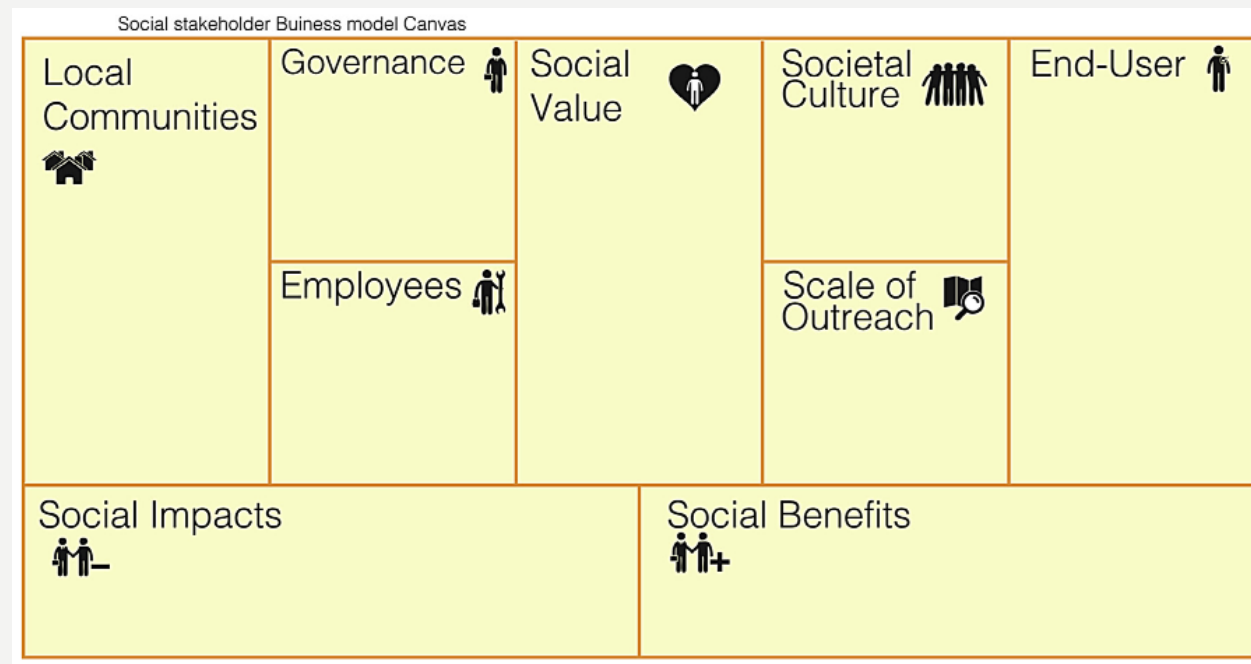 Social stakeholder Buiness model Canvas
Local
Communities
Governance
Employees
Social
Value
Societal
Culture
Scale of
Outreach
End-User
Social Impacts
Social Benefits